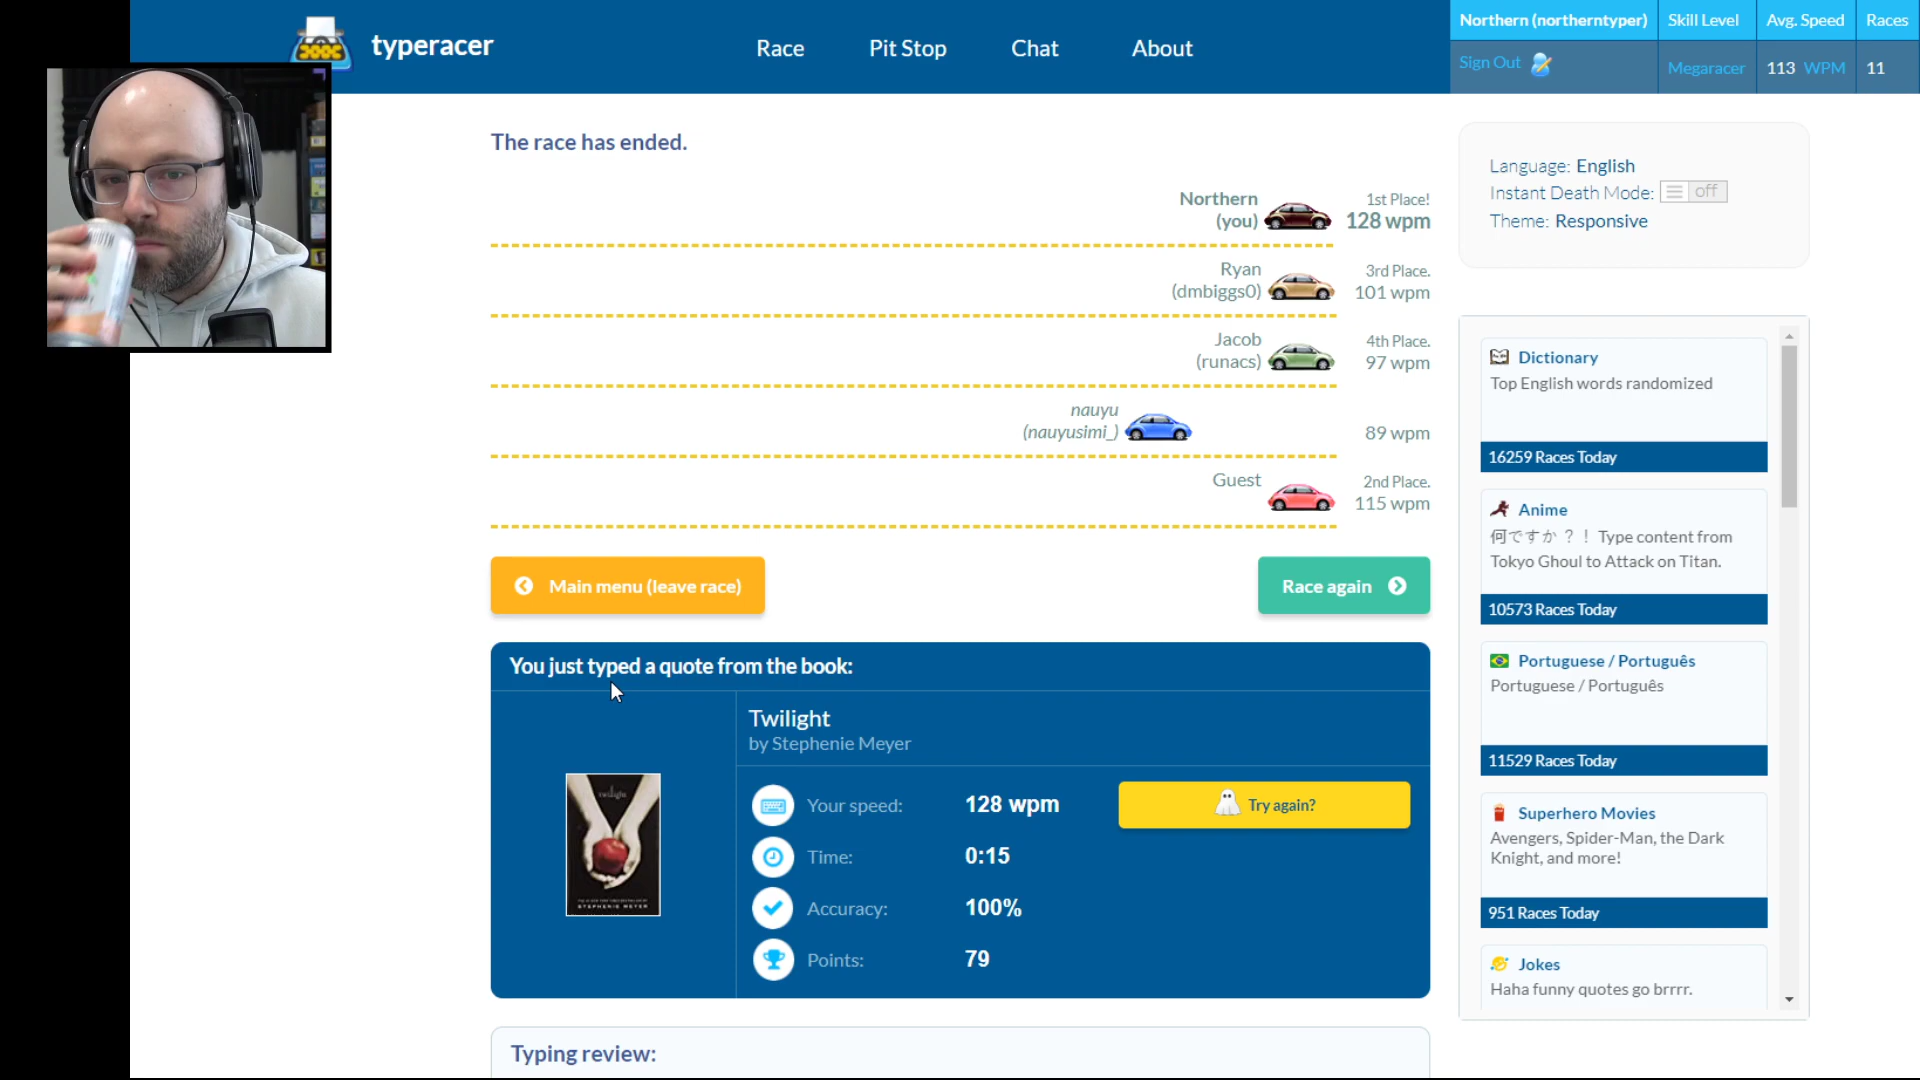 typeracer
Race
Pit Stop
Chat
About
Northern (northerntyper)
Skill Level
Avg. Speed
Races
Sign Out
Megaracer
113 WPM
11
The race has ended.
Northern
(you)
1st Place!
128 wpm
Ryan
(dmbiggs0)
3rd Place.
101 wpm
Jacob
(runacs)
4th Place.
97 wpm
nauyu
(nauyusimi_)
89 wpm
Guest
2nd Place.
115 wpm
Main menu (leave race)
Race again
You just typed a quote from the book:
Twilight
by Stephenie Meyer
twilight
STEPHENIE MEYER
Your speed:
128 wpm
Try again?
Time:
0:15
Accuracy:
100%
Points:
79
Typing review:
Language: English
Instant Death Mode: off
Theme: Responsive
Dictionary
Top English words randomized
16259 Races Today
Anime
何ですか？！ Type content from
Tokyo Ghoul to Attack on Titan.
10573 Races Today
Portuguese / Português
Portuguese / Português
11529 Races Today
Superhero Movies
Avengers, Spider-Man, the Dark
Knight, and more!
951 Races Today
Jokes
Haha funny quotes go brrrr.